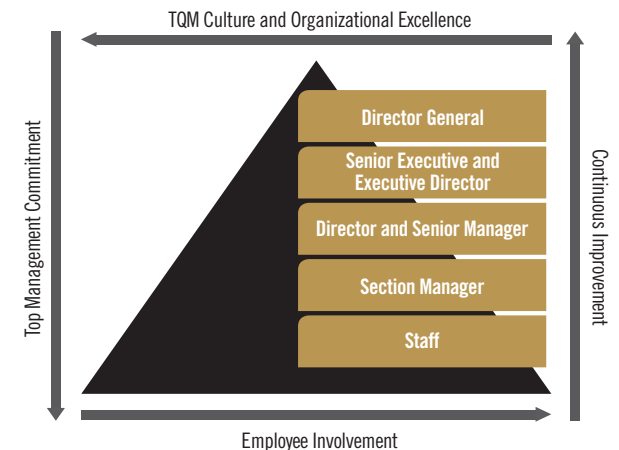 TQM Culture and Organizational Excellence
Top Management Commitment
Director General
Senior Executive and
Executive Director
Director and Senior Manager
Section Manager
Staff
Continuous Improvement
Employee Involvement